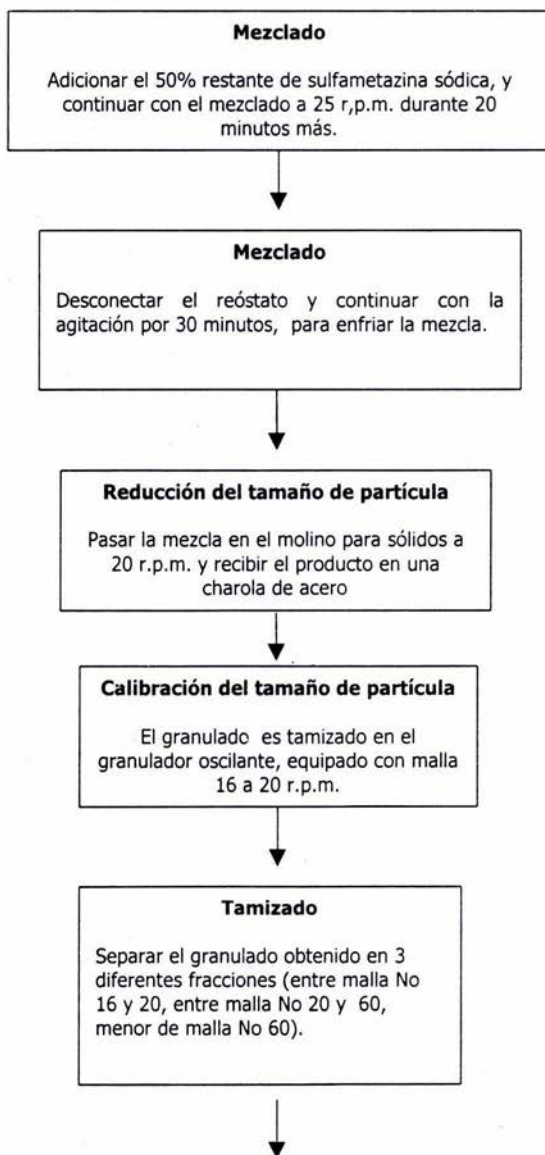 Mezclado
Adicionar el 50% restante de sulfametazina sódica, y
continuar con el mezclado a 25 r,p.m. durante 20
minutos más.
Mezclado
Desconectar el reóstato y continuar con la
agitación por 30 minutos, para enfriar la mezcla.
Reducción del tamaño de partícula
Pasar la mezcla en el molino para sólidos a
20 r.p.m. y recibir el producto en una
charola de acero
Calibración del tamaño de partícula
El granulado es tamizado en el
granulador oscilante, equipado con malla
16 a 20 r.p.m.
Tamizado
Separar el granulado obtenido en 3
diferentes fracciones (entre malla No
16 y 20, entre malla No 20 y 60,
menor de malla No 60).